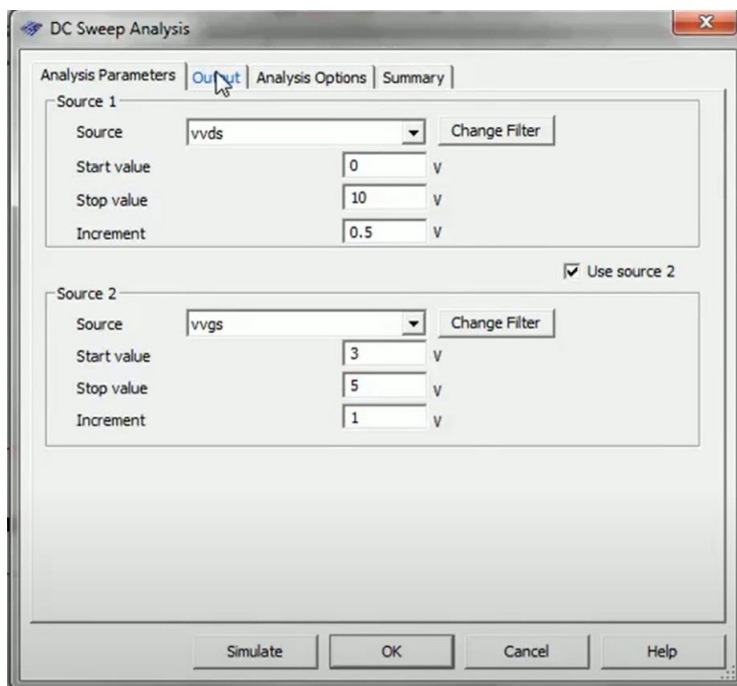 DC Sweep Analysis
Analysis Parameters Output Analysis Options Summary
Source 1
Source vvds Change Filter
Start value 0 V
Stop value 10 V
Increment 0.5 V
Use source 2
Source 2
Source vvgs Change Filter
Start value 3 V
Stop value 5 V
Increment 1 V
Simulate OK Cancel Help